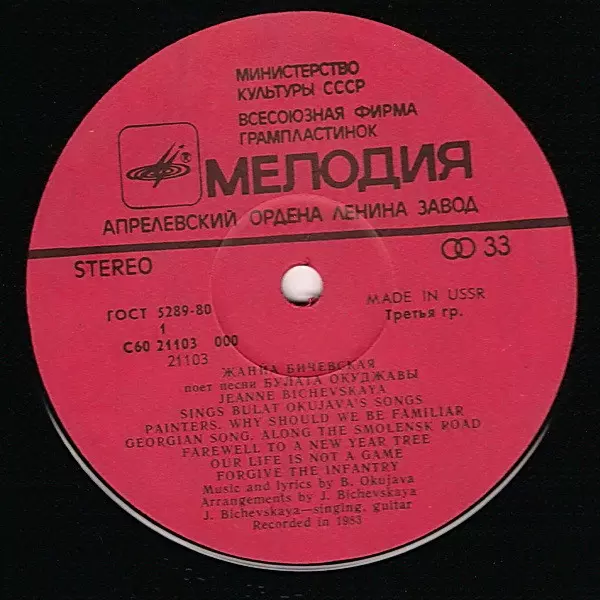 МИНИСТЕРСТВО
КУЛЬТУРЫ СССР
ВСЕСОЮЗНАЯ ФИРМА
ГРАМПЛАСТИНОК
®
МЕЛОДИЯ
АПРЕЛЕВСКИЙ ОРДЕНА ЛЕНИНА ЗАВОД
STEREO
33
ГОСТ 5289-80
MADE IN USSR
1
Третья гр.
С60 21103 000
21103
ЖАННА БИЧЕВСКАЯ
поет песни БУЛАТА ОКУДЖАВЫ
JEANNE BICHEVSKAYA
SINGS BULAT OKUJAVA'S SONGS
PAINTERS. WHY SHOULD WE BE FAMILIAR
GEORGIAN SONG. ALONG THE SMOLENSK ROAD
FAREWELL TO A NEW YEAR TREE
OUR LIFE IS NOT A GAME
FORGIVE THE INFANTRY
Music and lyrics by B. Okujava
Arrangements by J. Bichevskaya
J. Bichevskaya—singing, guitar
Recorded in 1983